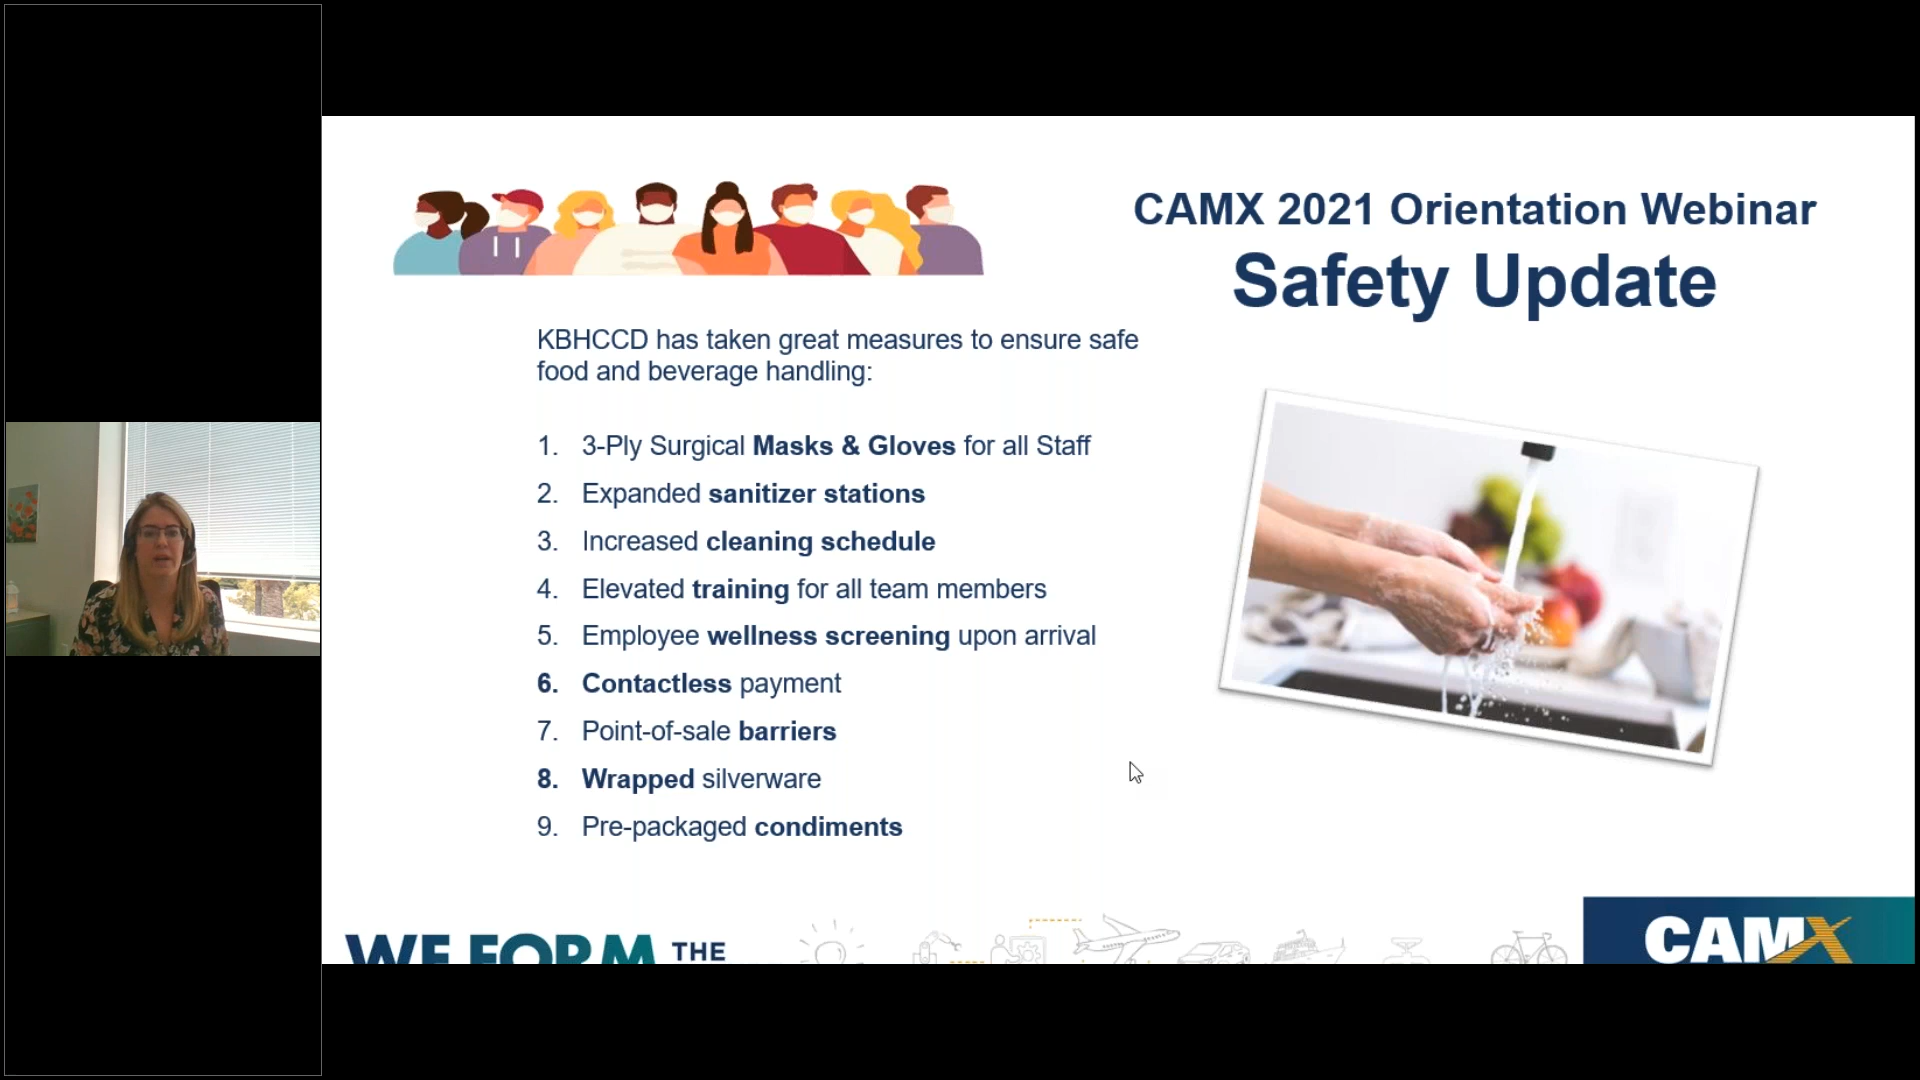 CAMX 2021 Orientation Webinar
Safety Update
KBHCCD has taken great measures to ensure safe
food and beverage handling:
1. 3-Ply Surgical Masks & Gloves for all Staff
2. Expanded sanitizer stations
3. Increased cleaning schedule
4. Elevated training for all team members
5. Employee wellness screening upon arrival
6. Contactless payment
7. Point-of-sale barriers
8. Wrapped silverware
9. Pre-packaged condiments
WE FORM THE
CAMX